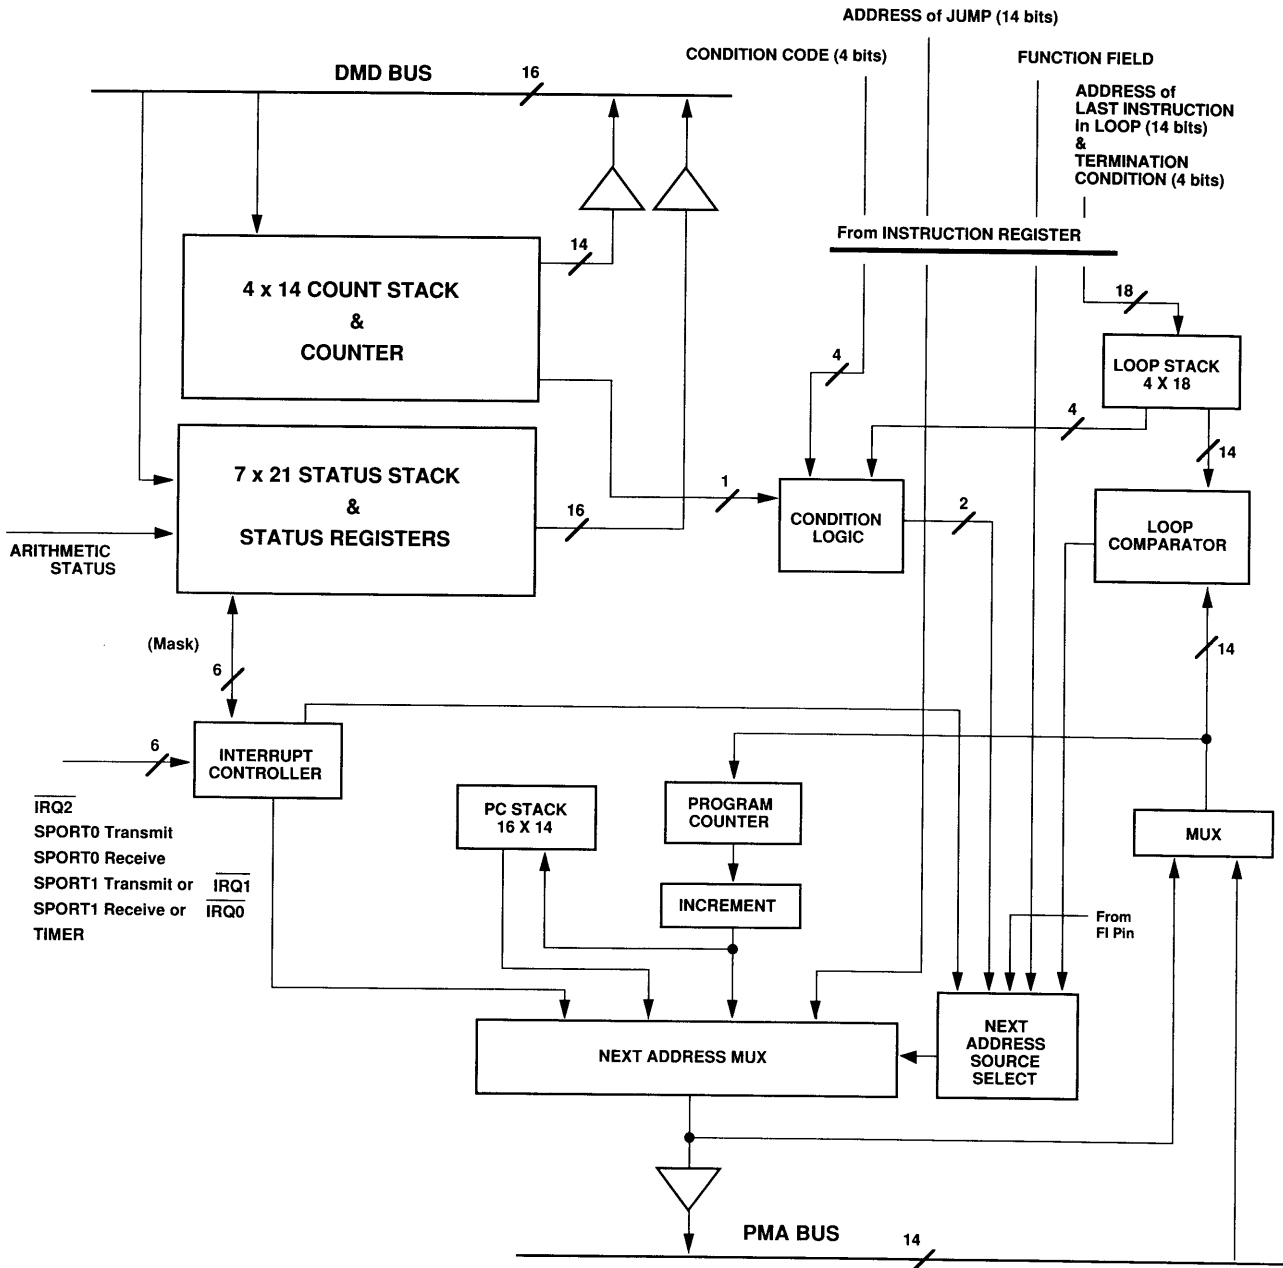 ADDRESS of JUMP (14 bits)
CONDITION CODE (4 bits)
FUNCTION FIELD
DMD BUS
16
ADDRESS of
LAST INSTRUCTION
in LOOP (14 bits)
&
TERMINATION
CONDITION (4 bits)
From INSTRUCTION REGISTER
14
4 x 14 COUNT STACK
&
COUNTER
18
4
LOOP STACK
4 X 18
4
14
7 x 21 STATUS STACK
&
STATUS REGISTERS
16
1
CONDITION
LOGIC
2
LOOP
COMPARATOR
ARITHMETIC
STATUS
(Mask)
6
14
6
INTERRUPT
CONTROLLER
IRQ2
SPORT0 Transmit
SPORT0 Receive
SPORT1 Transmit or IRQ1
SPORT1 Receive or IRQ0
TIMER
PC STACK
16 X 14
PROGRAM
COUNTER
INCREMENT
MUX
From
FI Pin
NEXT ADDRESS MUX
NEXT
ADDRESS
SOURCE
SELECT
PMA BUS
14